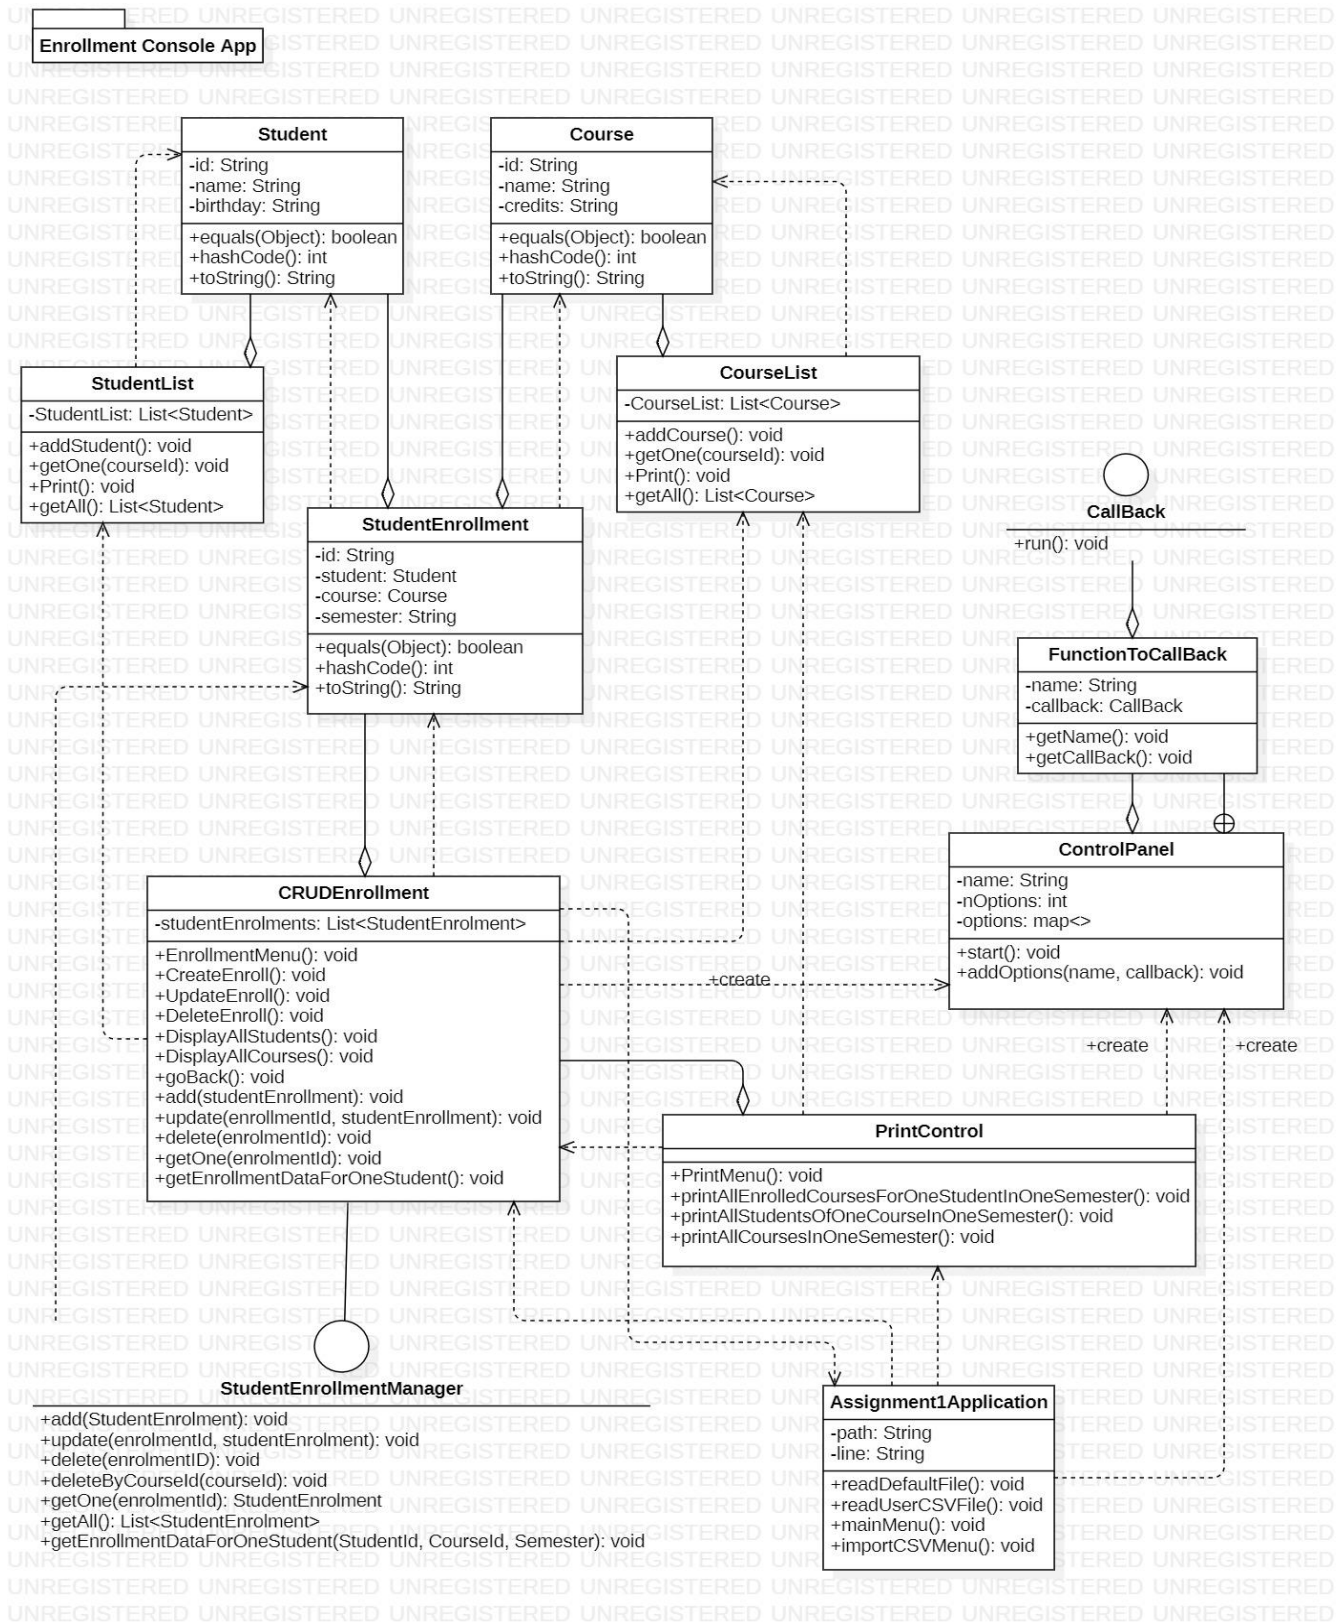 Enrollment Console App
Student
-id: String
-name: String
-birthday: String
+equals(Object): boolean
+hashCode(): int
+toString(): String
Course
-id: String
-name: String
-credits: String
+equals(Object): boolean
+hashCode(): int
+toString(): String
StudentList
-StudentList: List<Student>
+addStudent(): void
+getOne(courseId): void
+Print(): void
+getAll(): List<Student>
CourseList
-CourseList: List<Course>
+addCourse(): void
+getOne(courseId): void
+Print(): void
+getAll(): List<Course>
CallBack
+run(): void
StudentEnrollment
-id: String
-student: Student
-course: Course
-semester: String
+equals(Object): boolean
+hashCode(): int
+toString(): String
FunctionToCallBack
-name: String
-callback: CallBack
+getName(): void
+getCallBack(): void
ControlPanel
-name: String
-nOptions: int
-options: map<>
+start(): void
+addOptions(name, callback): void
CRUDEnrollment
-studentEnrolments: List<StudentEnrolment>
+EnrollmentMenu(): void
+CreateEnroll(): void
+UpdateEnroll(): void
+DeleteEnroll(): void
+DisplayAllStudents(): void
+DisplayAllCourses(): void
+goBack(): void
+add(studentEnrollment): void
+update(enrollmentId, studentEnrollment): void
+delete(enrolmentId): void
+getOne(enrolmentId): void
+getEnrollmentDataForOneStudent(): void
+create
+create
+create
PrintControl
+PrintMenu(): void
+printAllEnrolledCoursesForOneStudentInOneSemester(): void
+printAllStudentsOfOneCourseInOneSemester(): void
+printAllCoursesInOneSemester(): void
StudentEnrollmentManager
+add(StudentEnrolment): void
+update(enrolmentId, studentEnrolment): void
+delete(enrolmentID): void
+deleteByCourseId(courseId): void
+getOne(enrolmentId): StudentEnrolment
+getAll(): List<StudentEnrolment>
+getEnrollmentDataForOneStudent(StudentId, CourseId, Semester): void
Assignment1Application
-path: String
-line: String
+readDefaultFile(): void
+readUserCSVFile(): void
+mainMenu(): void
+importCSVMenu(): void
UNREGISTERED